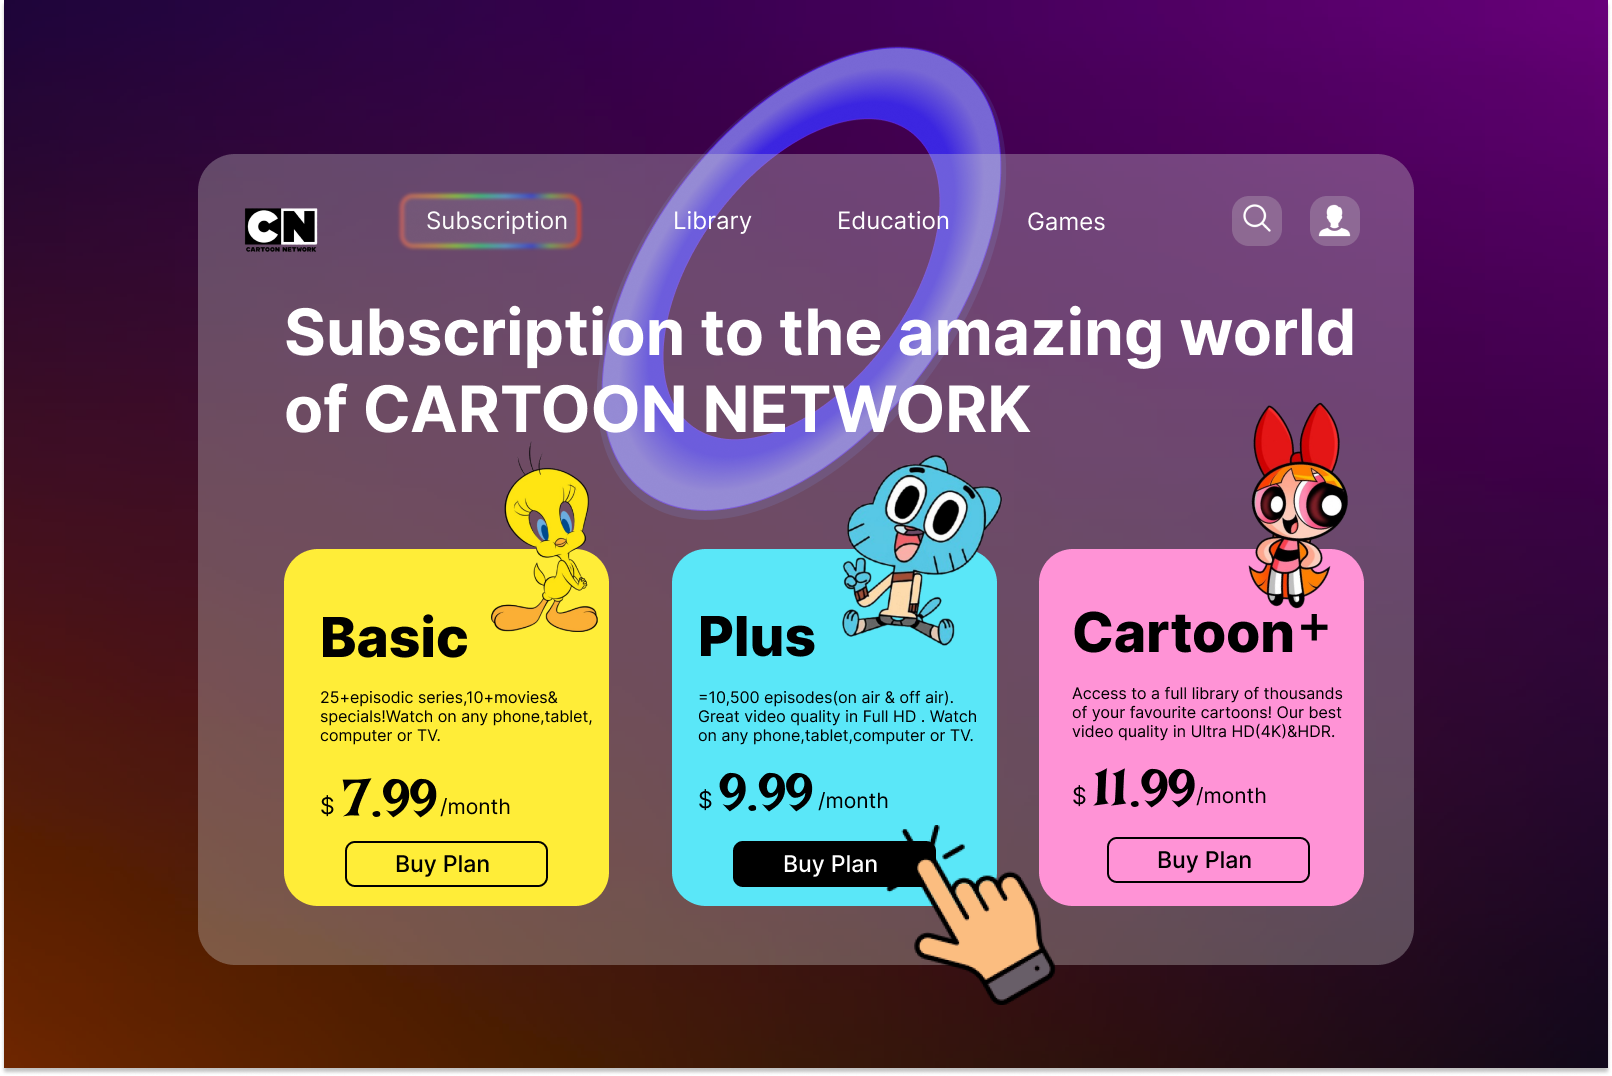 CN
CARTOON NETWORK
Subscription
Library
Education
Games
Subscription to the amazing world
of CARTOON NETWORK
Basic
25+episodic series,10+movies&
specials!Watch on any phone,tablet,
computer or TV.
$ 7.99 /month
Buy Plan
Plus
=10,500 episodes(on air & off air).
Great video quality in Full HD . Watch
on any phone,tablet,computer or TV.
$ 9.99 /month
Buy Plan
Cartoon+
Access to a full library of thousands
of your favourite cartoons! Our best
video quality in Ultra HD(4K)&HDR.
$ 11.99/month
Buy Plan